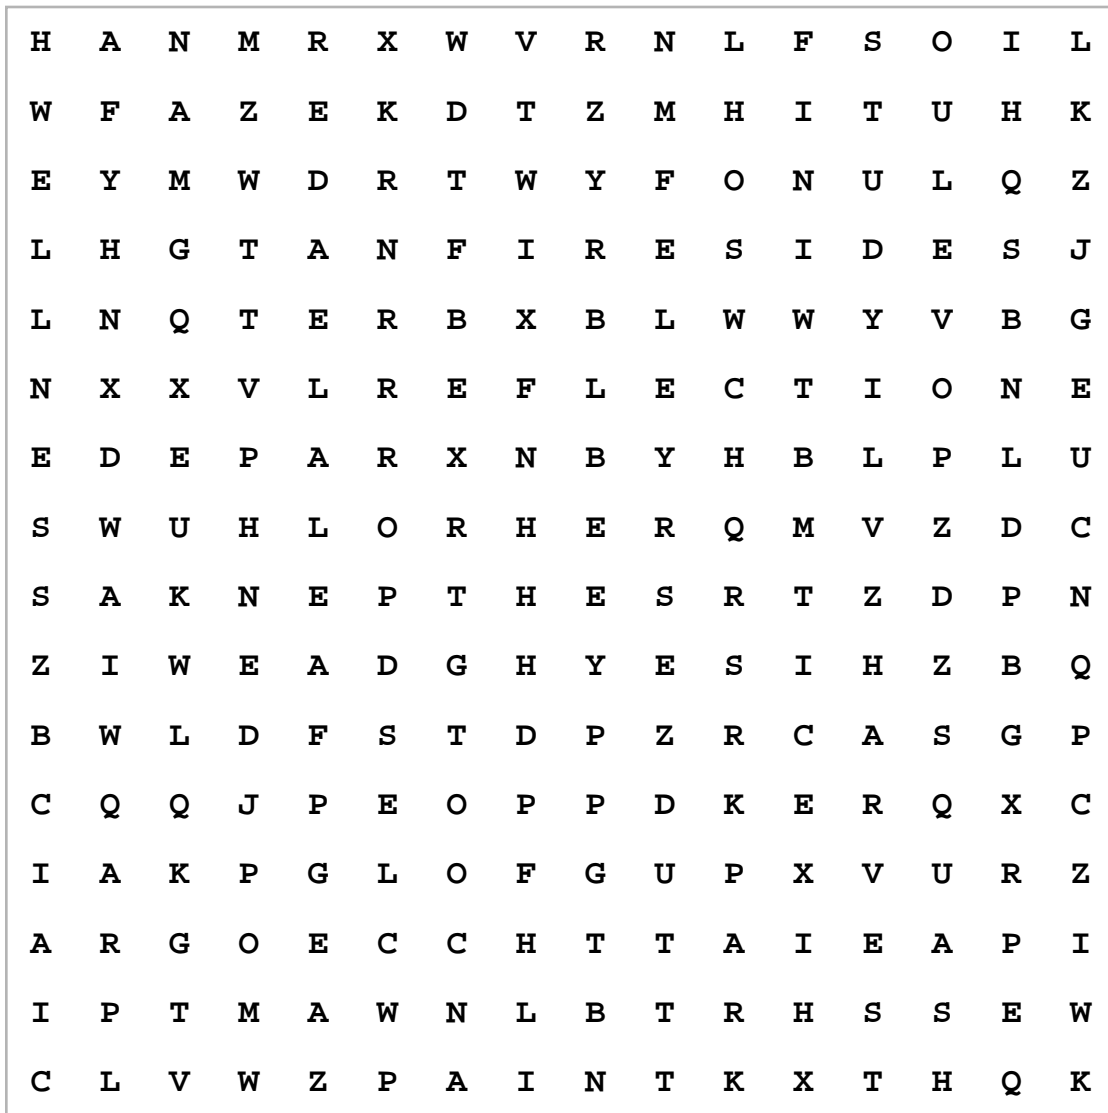 H A N M R X W V R N L F S O I L
W F A Z E K D T Z M H I T U H K
E Y M W D R T W Y F O N U L Q Z
L H G T A N F I R E S I D E S J
L N Q T E R B X B L W W Y V B G
N X X V L R E F L E C T I O N E
E D E P A R X N B Y H B L P L U
S W U H L O R H E R Q M V Z D C
S A K N E P T H E S R T Z D P N
Z I W E A D G H Y E S I H Z B Q
B W L D F S T D P Z R C A S G P
C Q Q J P E O P P D K E R Q X C
I A K P G L O F G U P X V U R Z
A R G O E C C H T T A I E A P I
I P T M A W N L B T R H S S E W
C L V W Z P A I N T K X T H Q K